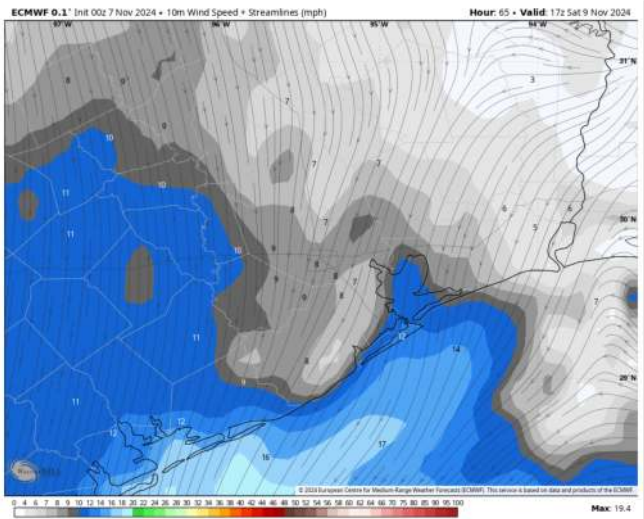 ECMWF 0.1° Init 00z 7 Nov 2024 • 10m Wind Speed + Streamlines (mph)
Hour: 65 • Valid: 17z Sat 9 Nov 2024
97°W 96°W 95°W 94°W
31°N
8 9 3
7
8
10
7 7
10
11
6 6
8
7
30°N
5
11
10
9
8
9 8 7
9 8
7
12
11
14
8
29°N
9
11
12
12
17
16
© 2024 European Centre for Medium-Range Weather Forecasts (ECMWF). This service is based on data and products of the ECMWF.
0 4 6 8 9 10 12 14 16 18 20 22 24 26 28 30 32 34 36 38 40 42 44 46 48 50 52 54 56 58 60 65 70 75 80 85 90 95 100
Max: 19.4